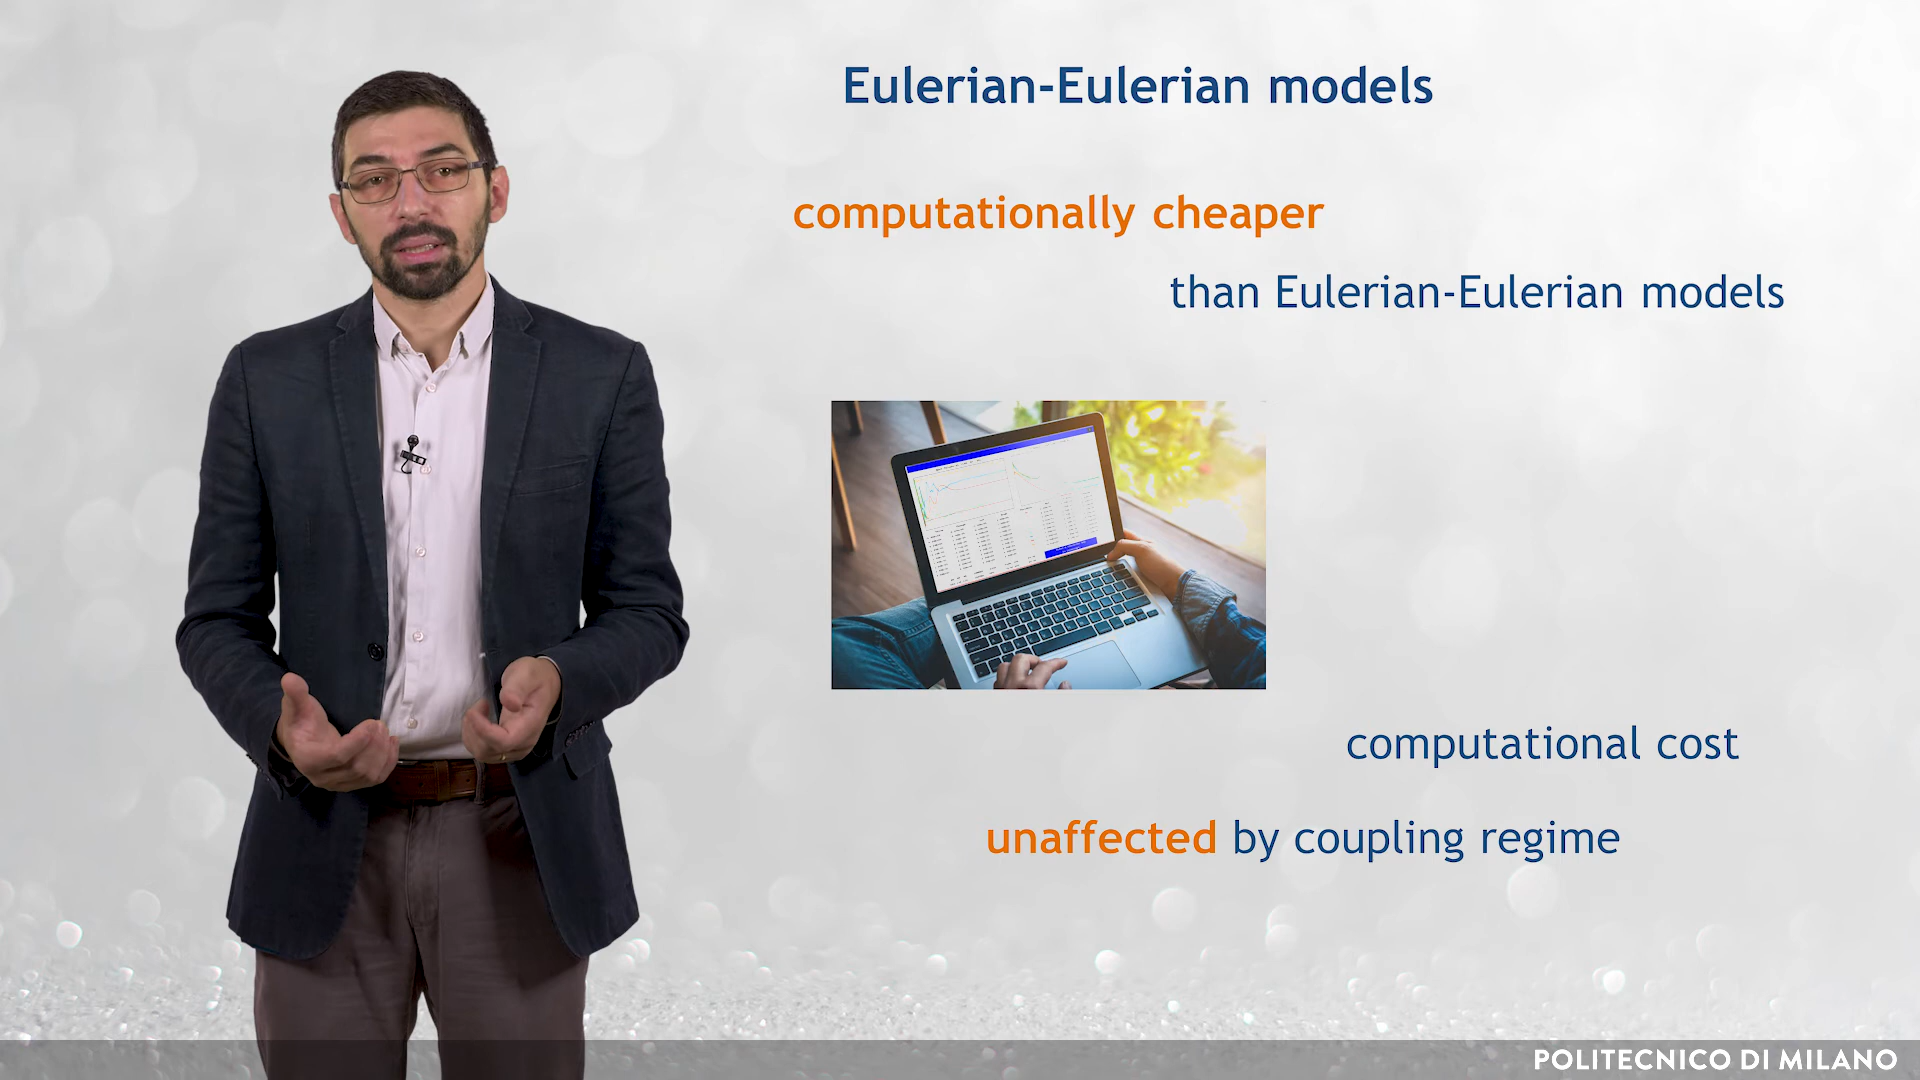 Eulerian-Eulerian models
computationally cheaper
than Eulerian-Eulerian models
computational cost
unaffected by coupling regime
POLITECNICO DI MILANO